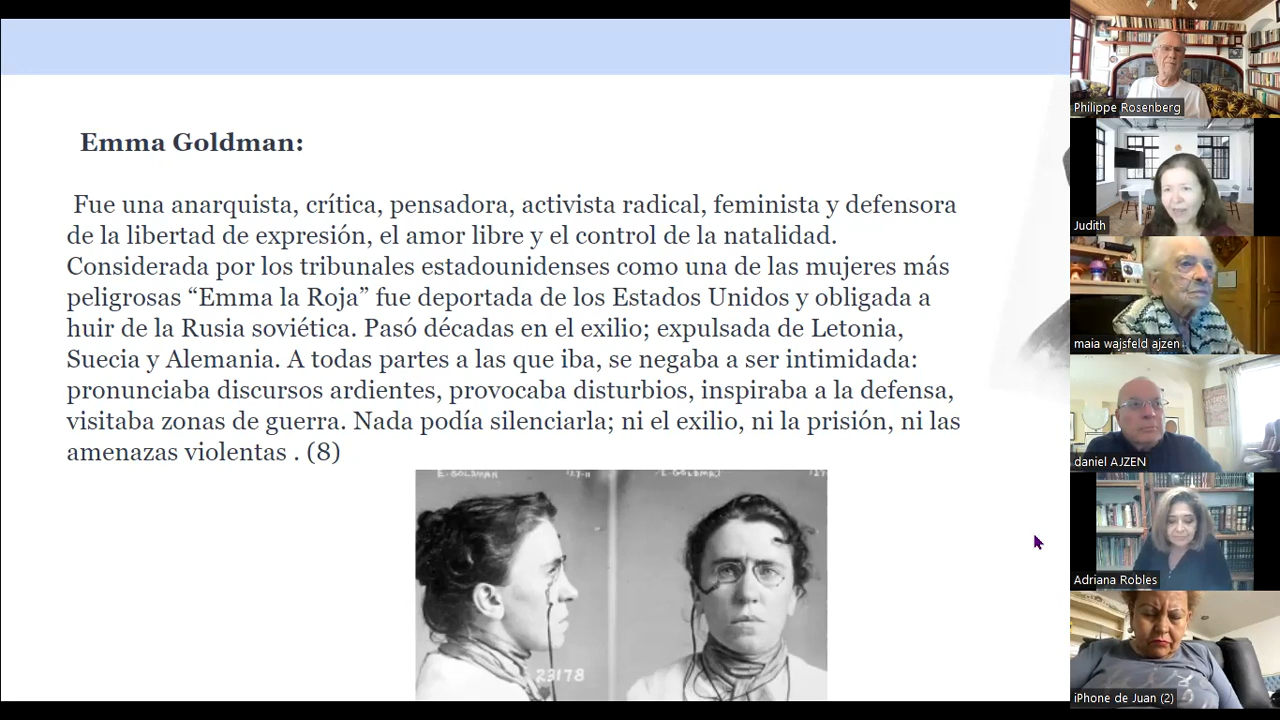 Emma Goldman:
Fue una anarquista, crítica, pensadora, activista radical, feminista y defensora
de la libertad de expresión, el amor libre y el control de la natalidad.
Considerada por los tribunales estadounidenses como una de las mujeres más
peligrosas “Emma la Roja” fue deportada de los Estados Unidos y obligada a
huir de la Rusia soviética. Pasó décadas en el exilio; expulsada de Letonia,
Suecia y Alemania. A todas partes a las que iba, se negaba a ser intimidada:
pronunciaba discursos ardientes, provocaba disturbios, inspiraba a la defensa,
visitaba zonas de guerra. Nada podía silenciarla; ni el exilio, ni la prisión, ni las
amenazas violentas . (8)
E. GOLDMAN
E. GOLDMAN
23178
Philippe Rosenberg
Judith
maia wajsfeld ajzen
daniel AJZEN
Adriana Robles
iPhone de Juan (2)